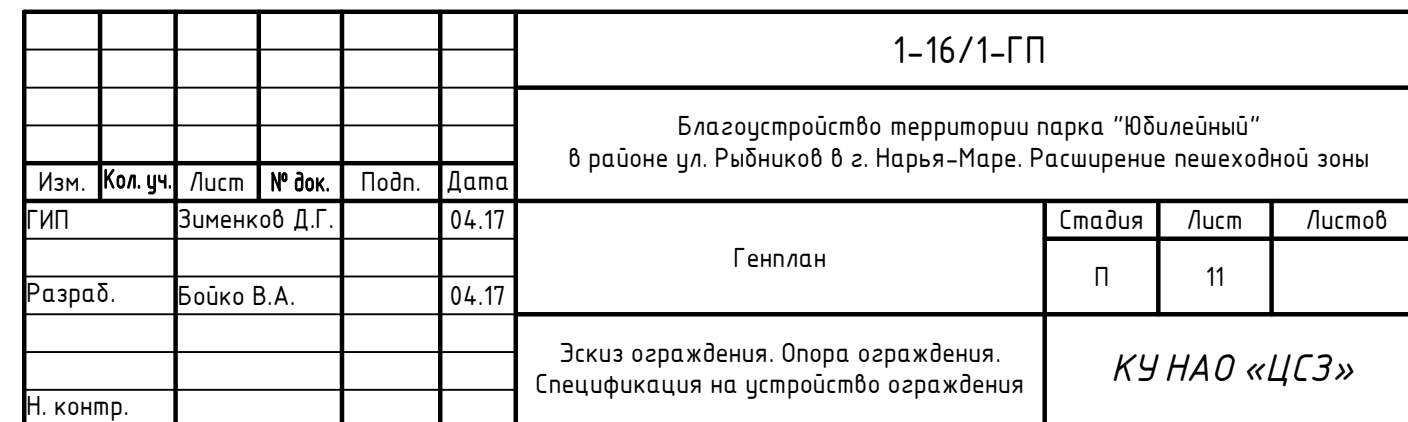 1-16/1-ГП
Благоустройство территории парка "Юбилейный"
в районе ул. Рыбников в г. Нарья-Маре. Расширение пешеходной зоны
Изм. Кол. уч. Лист № док. Подп. Дата
ГИП Зименков Д.Г. 04.17
Генплан
Стадия Лист Листов
П 11
Разраб. Бойко В.А. 04.17
Эскиз ограждения. Опора ограждения.
Спецификация на устройство ограждения
КУ НАО «ЦСЗ»
Н. контр.